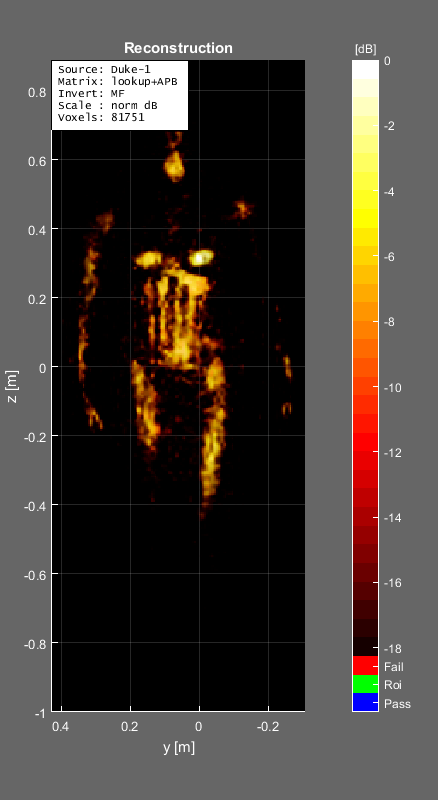 Reconstruction
[dB]
Source: Duke-1
Matrix: lookup+APB
Invert: MF
Scale : norm dB
Voxels: 81751
0.8
0.6
0.4
0.2
0
-0.2
-0.4
-0.6
-0.8
-1
z [m]
0.4
0.2
0
-0.2
y [m]
0
-2
-4
-6
-8
-10
-12
-14
-16
-18
Fail
Roi
Pass